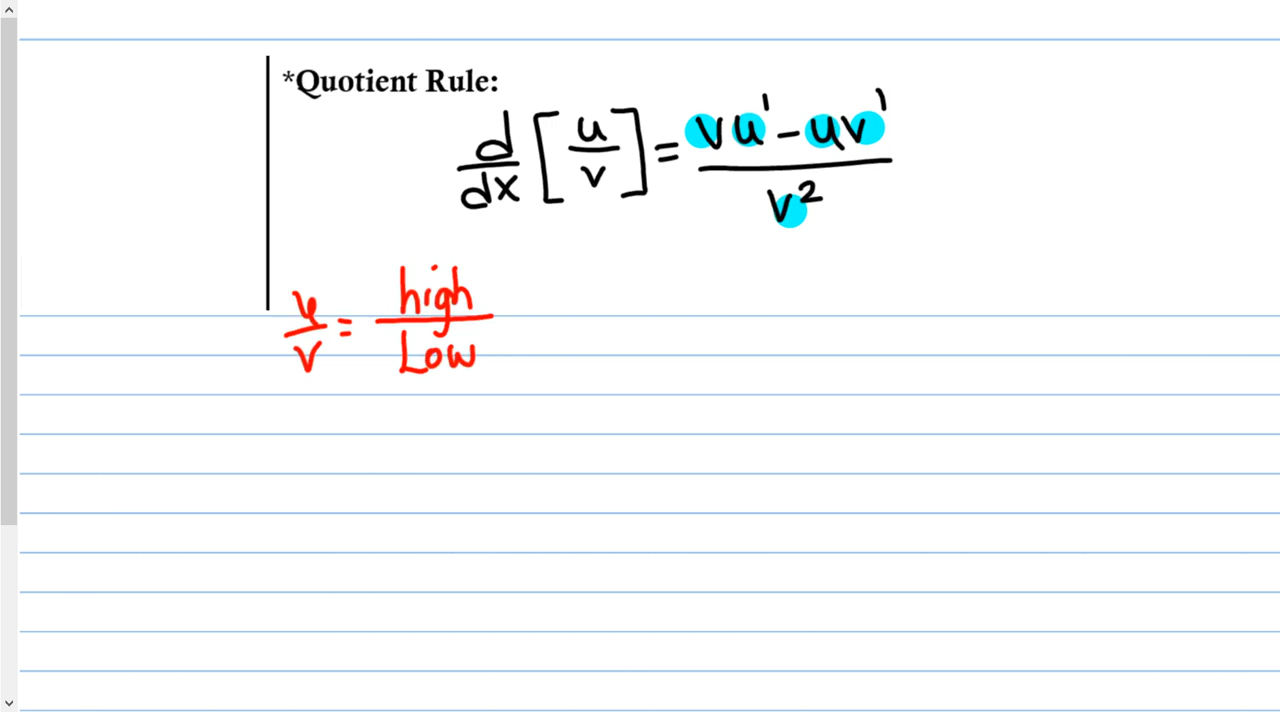 *Quotient Rule:
d/dx [u/v] = vu' - uv' / v²
u/v = high / Low